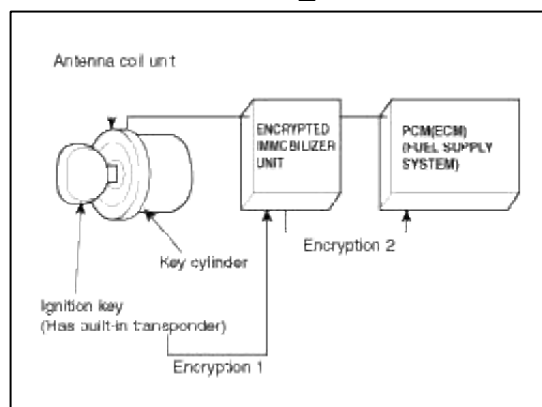 Antenna coil unit
ENCRYPTED
IMMOBILIZER
UNIT
PCM(ECM)
(FUEL SUPPLY
SYSTEM)
Encryption 2
Key cylinder
Ignition key
(Has built-in transponder)
Encryption 1